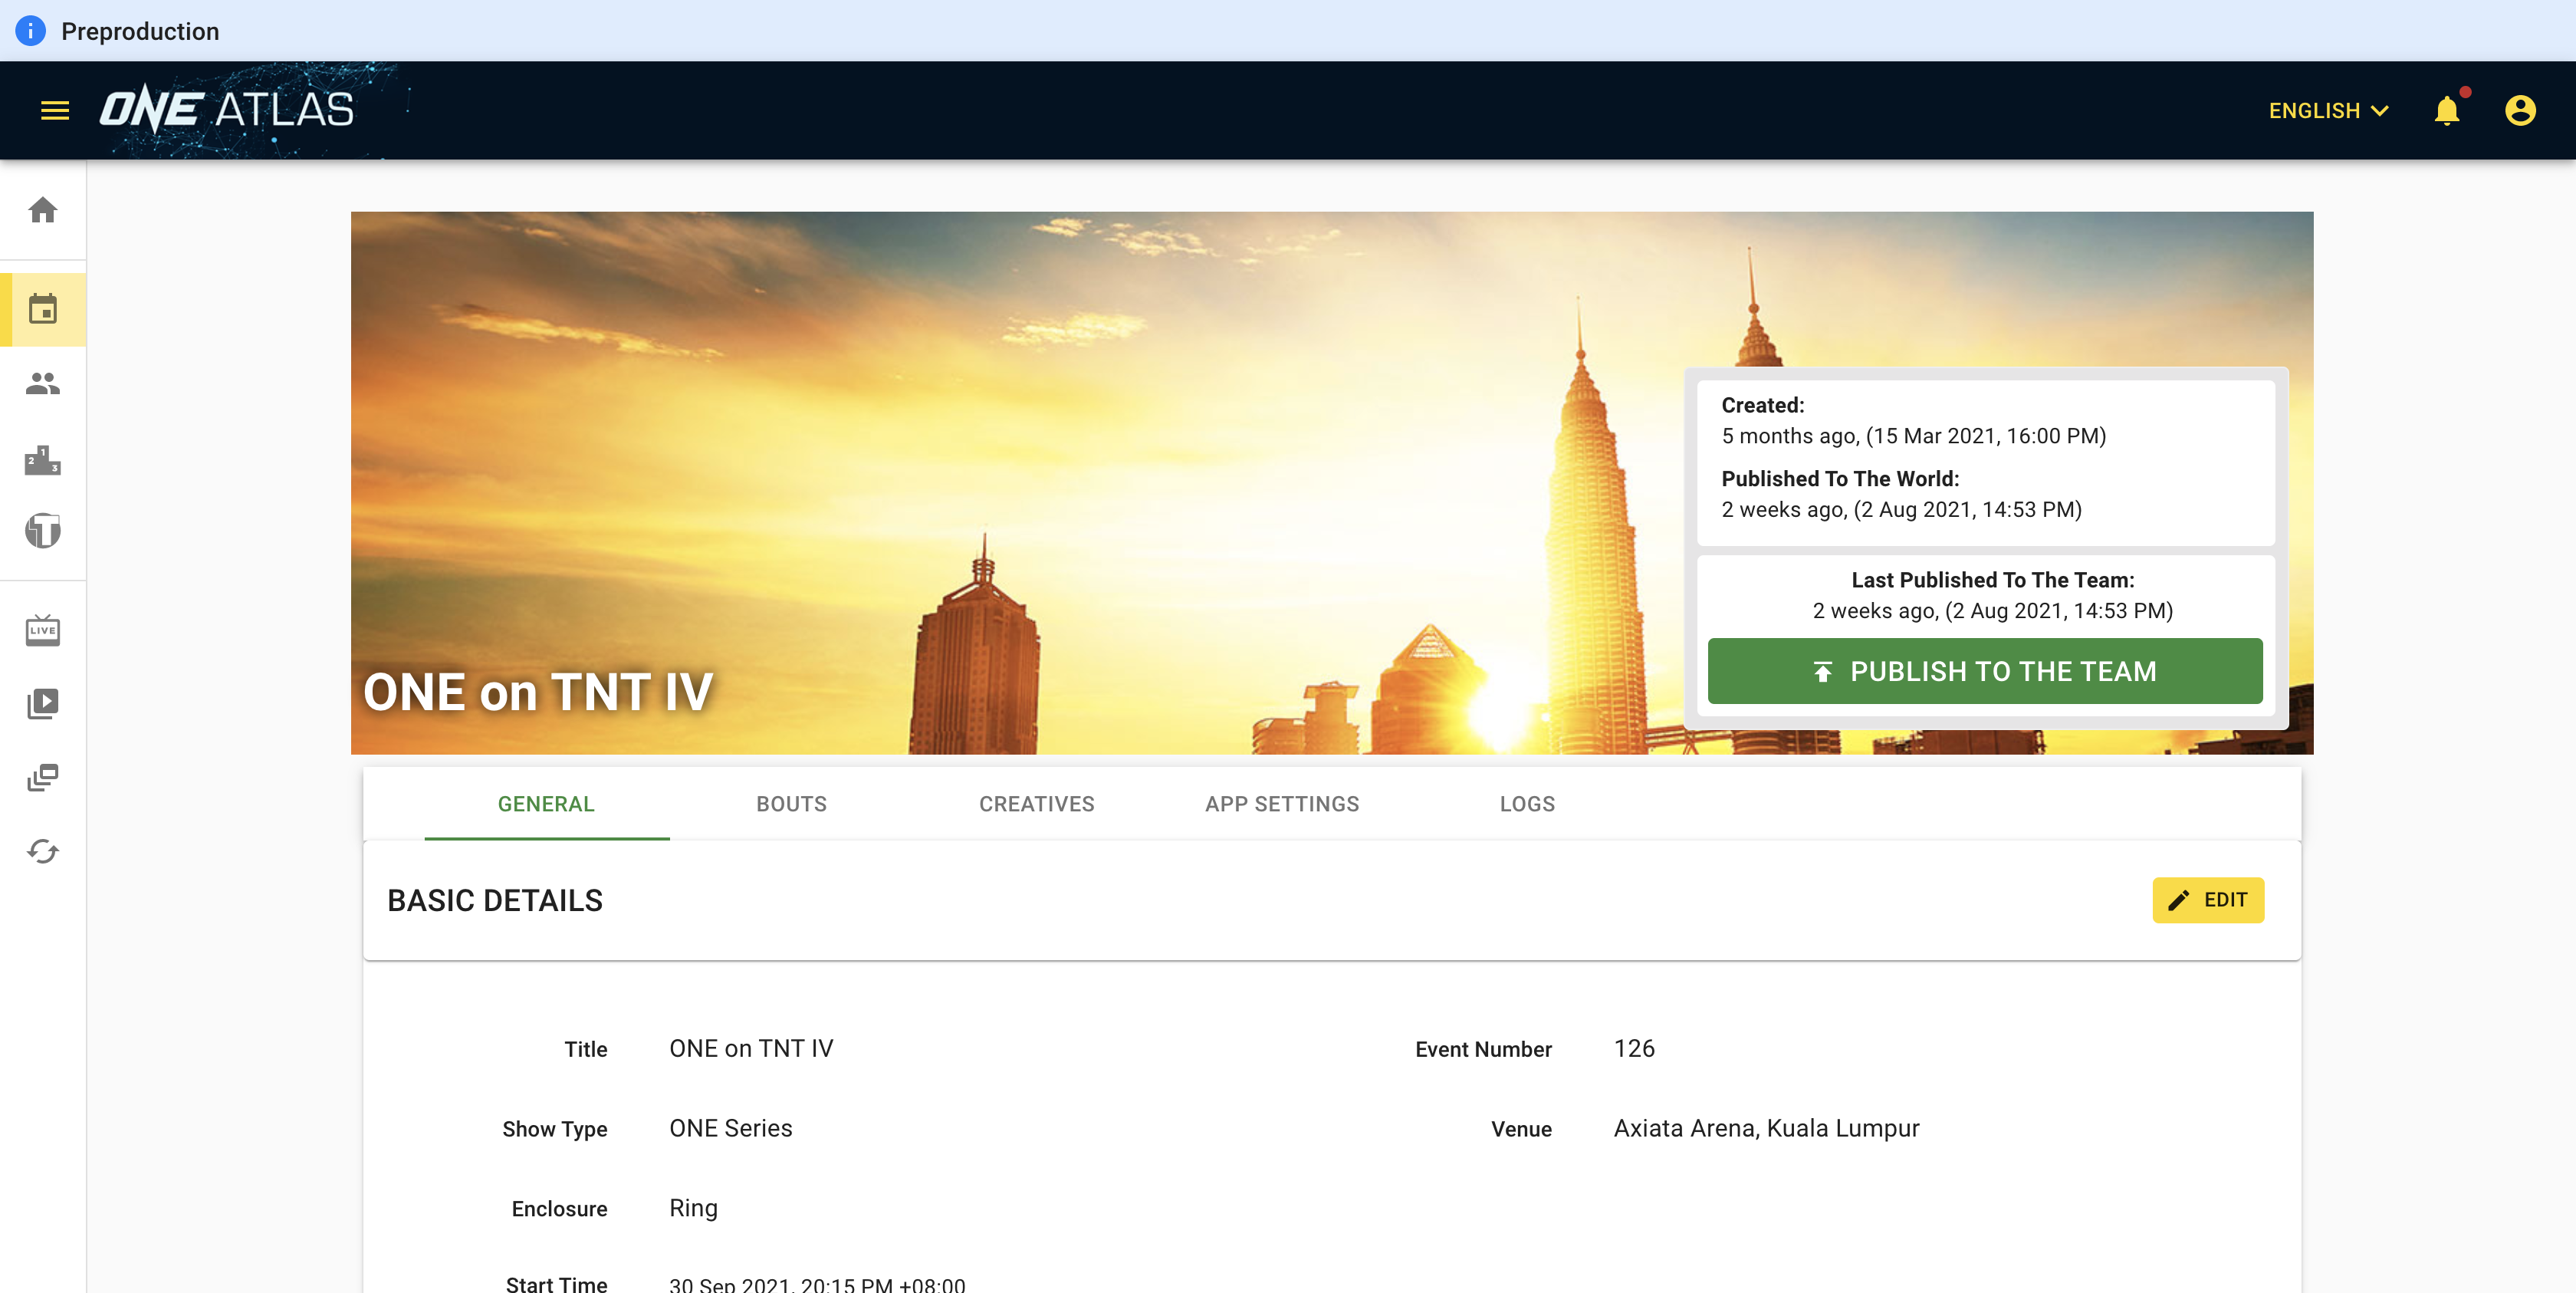 Preproduction
ONE ATLAS
ENGLISH
1
2
3
LIVE
Created:
5 months ago, (15 Mar 2021, 16:00 PM)
Published To The World:
2 weeks ago, (2 Aug 2021, 14:53 PM)
Last Published To The Team:
2 weeks ago, (2 Aug 2021, 14:53 PM)
PUBLISH TO THE TEAM
ONE on TNT IV
GENERAL BOUTS CREATIVES APP SETTINGS LOGS
BASIC DETAILS
EDIT
Title ONE on TNT IV
Event Number 126
Show Type ONE Series
Venue Axiata Arena, Kuala Lumpur
Enclosure Ring
Start Time 30 Sep 2021, 20:15 PM +08:00